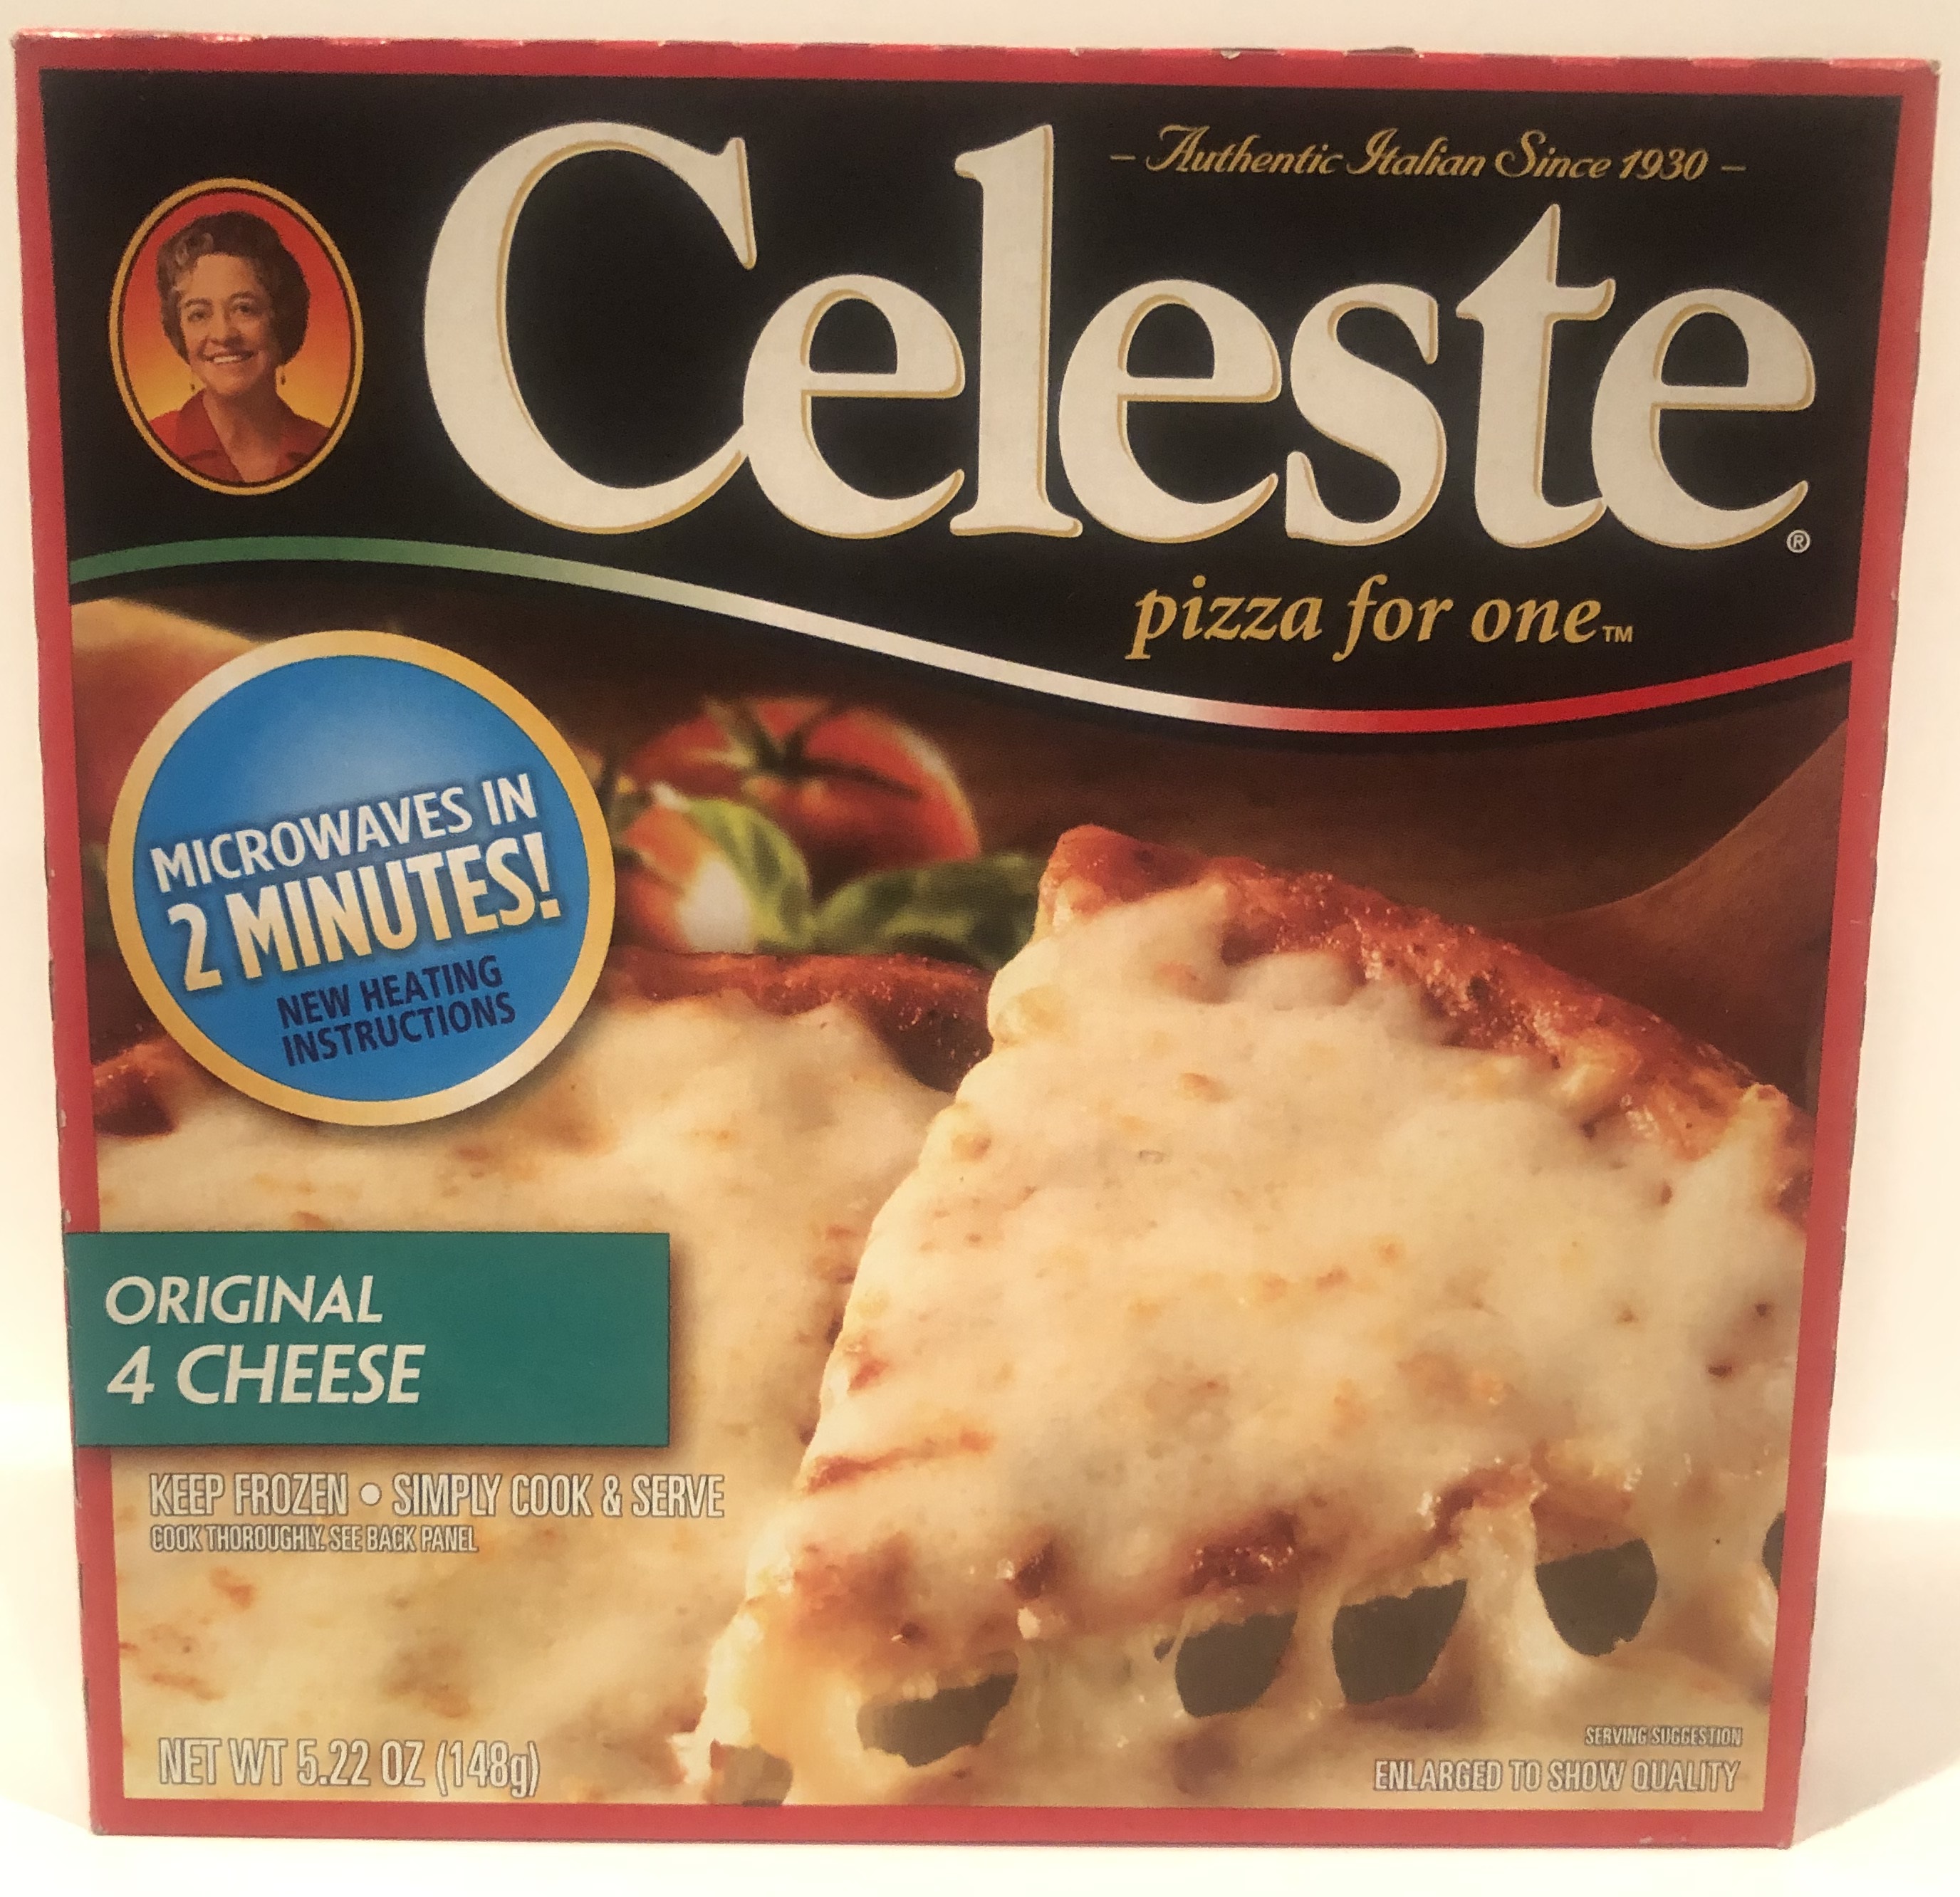 – Authentic Italian Since 1930 –
Celeste®
pizza for one™
MICROWAVES IN
2 MINUTES!
NEW HEATING
INSTRUCTIONS
ORIGINAL
4 CHEESE
KEEP FROZEN • SIMPLY COOK & SERVE
COOK THOROUGHLY. SEE BACK PANEL
NET WT 5.22 OZ (148g)
SERVING SUGGESTION
ENLARGED TO SHOW QUALITY